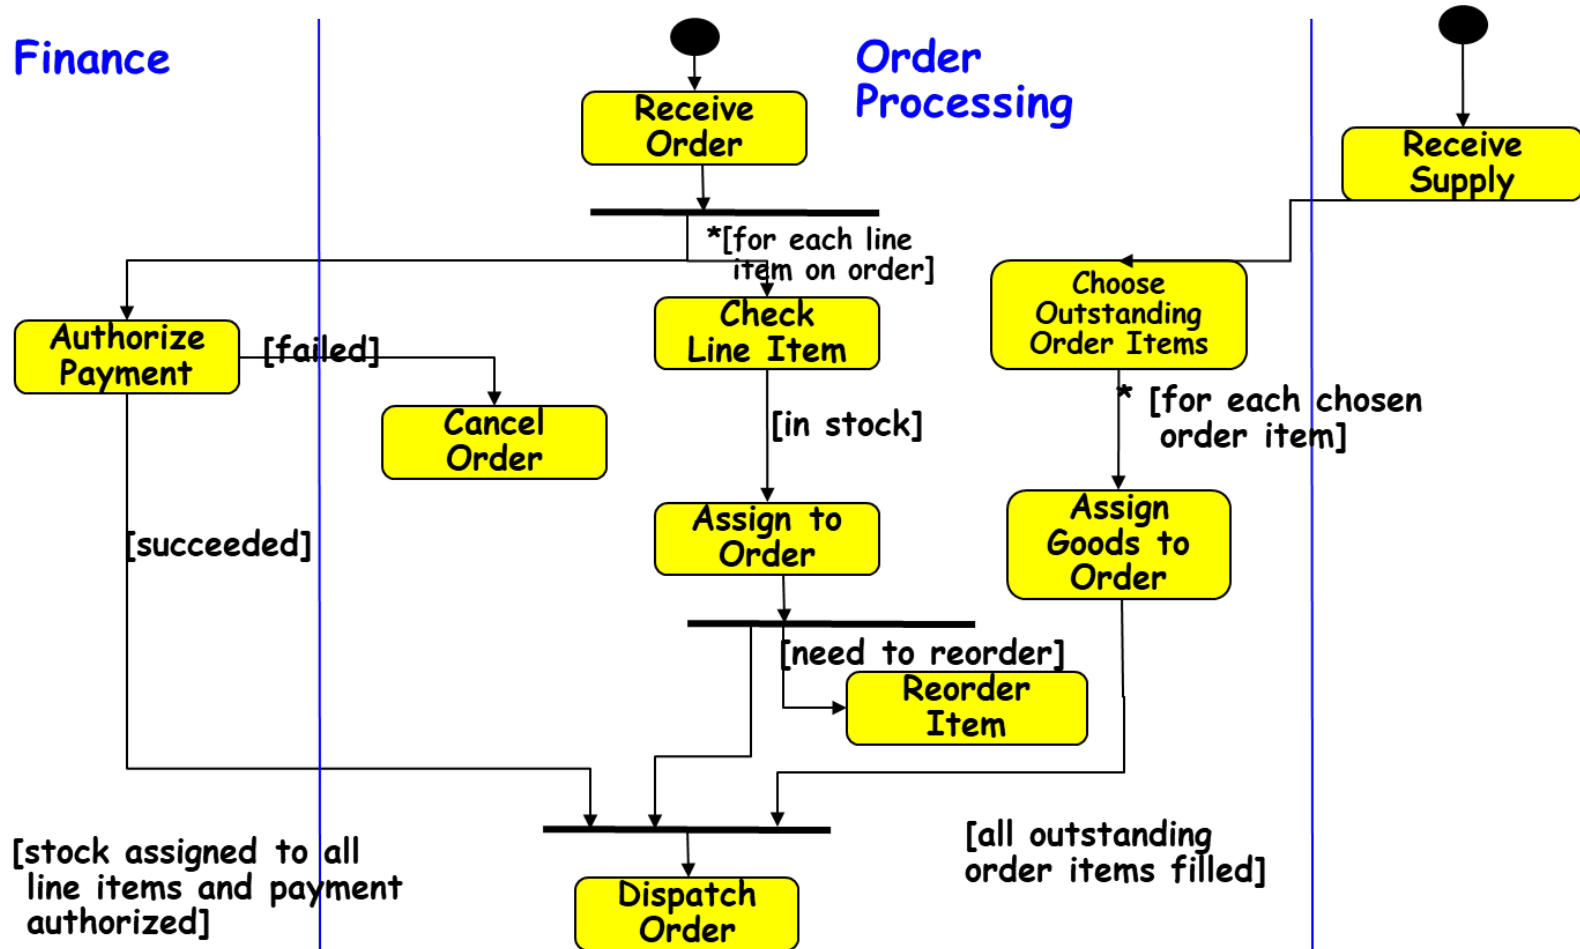 Finance
Order
Processing
Receive
Order
Receive
Supply
*[for each line
item on order]
Choose
Outstanding
Order Items
Authorize
Payment
[failed]
Check
Line Item
Cancel
Order
[in stock]
* [for each chosen
order item]
[succeeded]
Assign to
Order
Assign
Goods to
Order
[need to reorder]
Reorder
Item
[stock assigned to all
line items and payment
authorized]
[all outstanding
order items filled]
Dispatch
Order